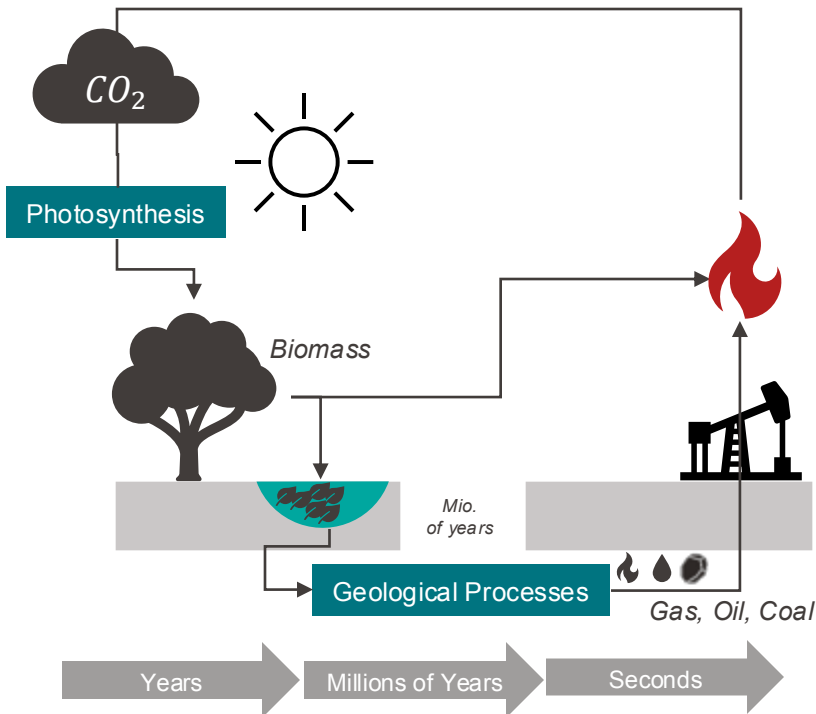 CO₂
Photosynthesis
Biomass
Mio.
of years
Geological Processes
Gas, Oil, Coal
Years
Millions of Years
Seconds